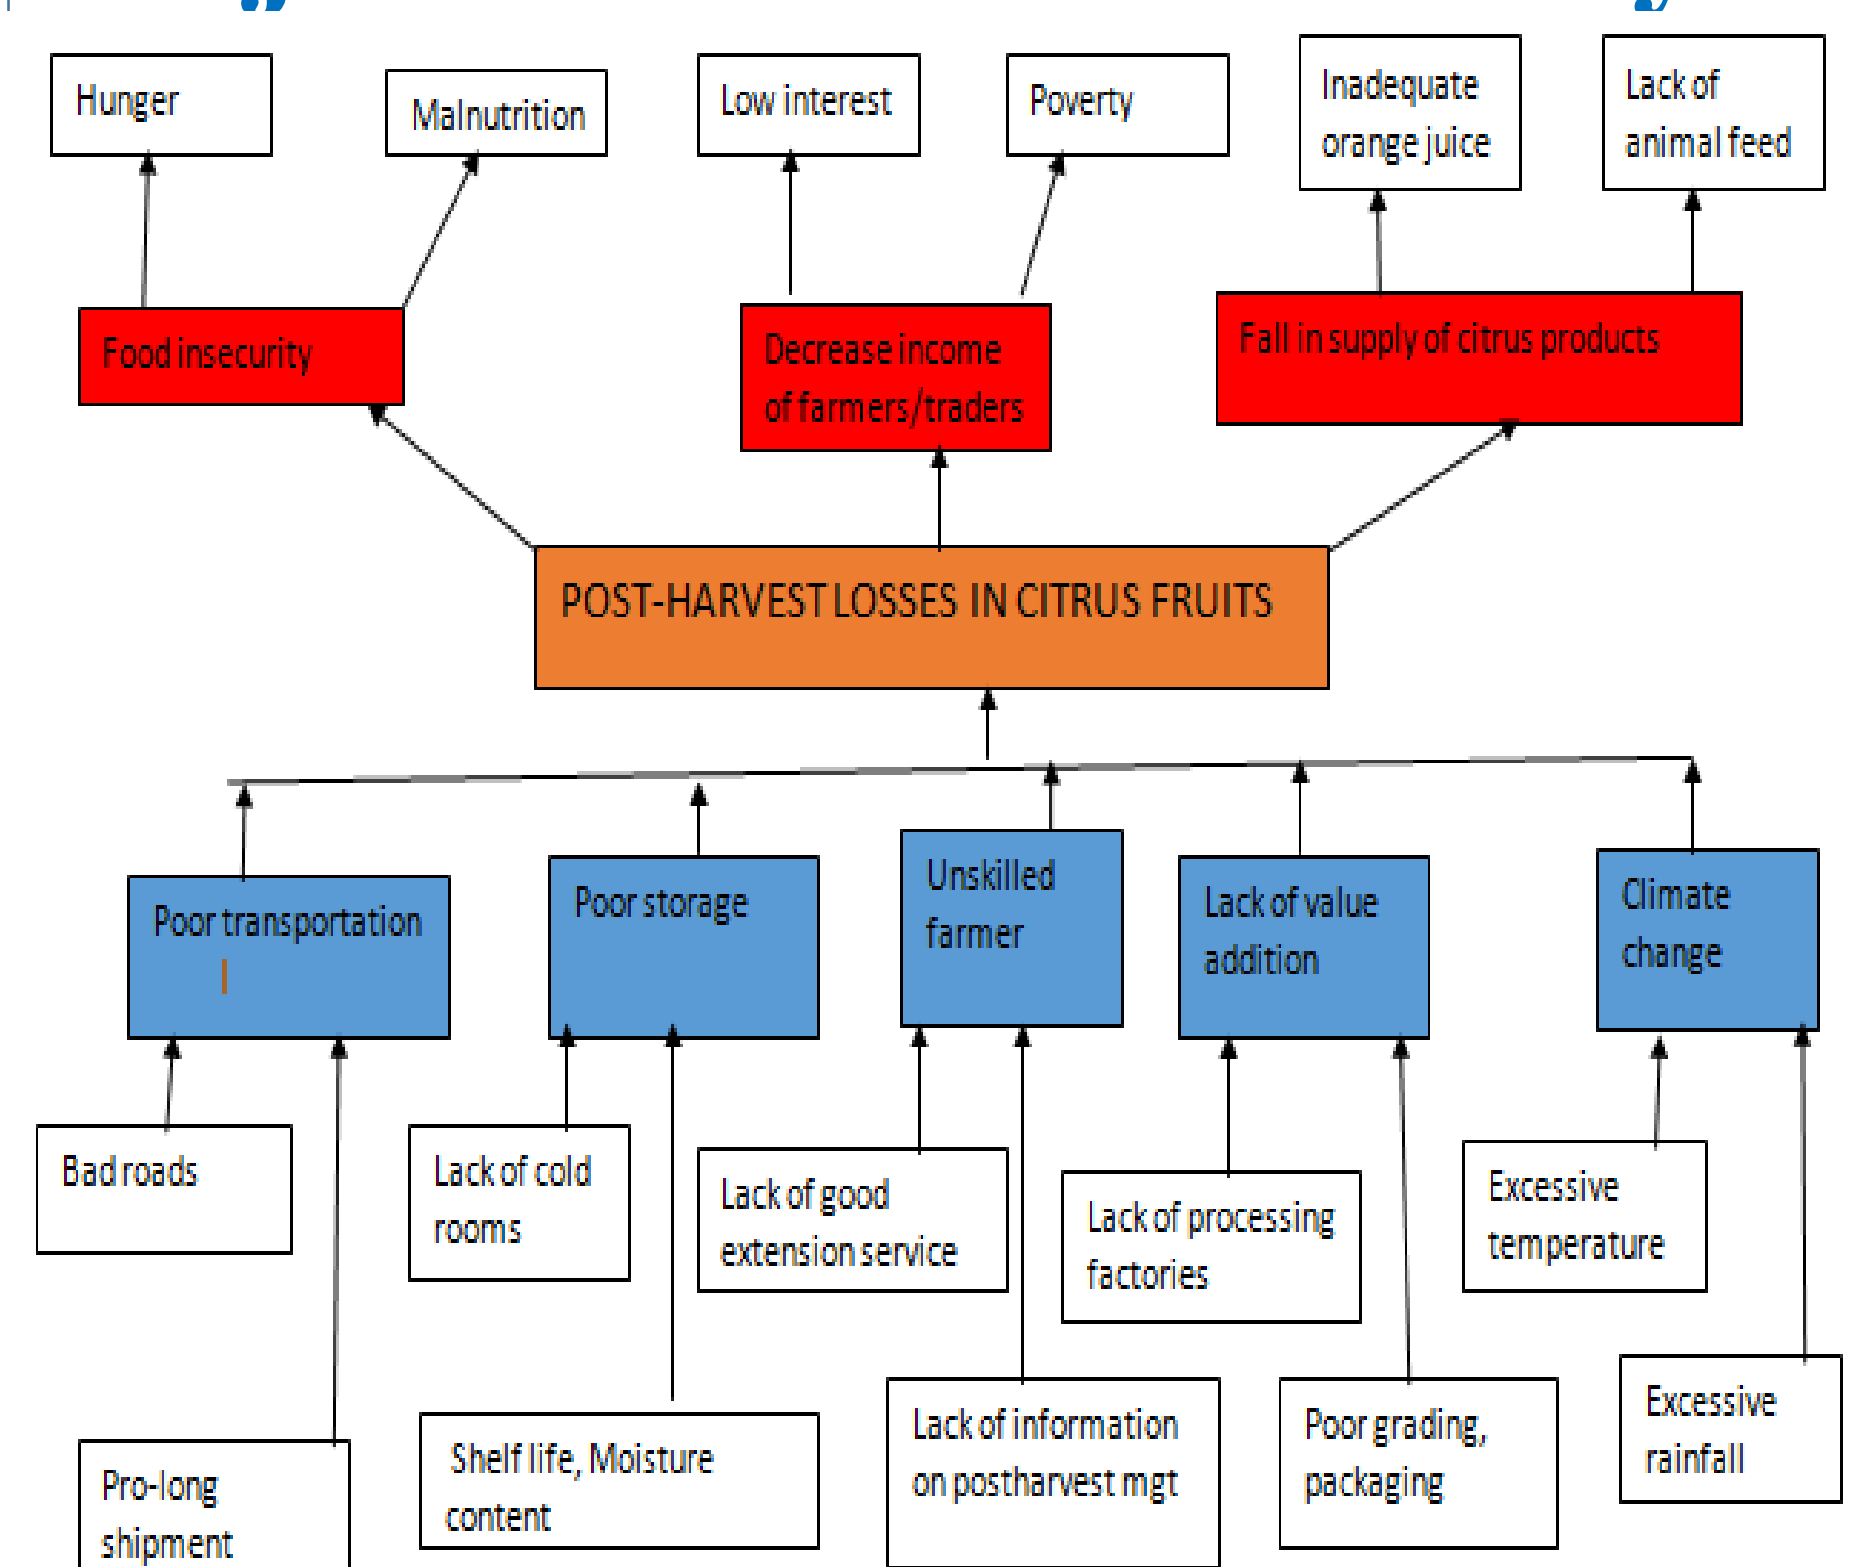 Hunger
Malnutrition
Low interest
Poverty
Inadequate
orange juice
Lack of
animal feed
Food insecurity
Decrease income
of farmers/traders
Fall in supply of citrus products
POST-HARVEST LOSSES IN CITRUS FRUITS
Poor transportation
Poor storage
Unskilled
farmer
Lack of value
addition
Climate
change
Bad roads
Lack of cold
rooms
Lack of good
extension service
Lack of processing
factories
Excessive
temperature
Pro-long
shipment
Shelf life, Moisture
content
Lack of information
on postharvest mgt
Poor grading,
packaging
Excessive
rainfall